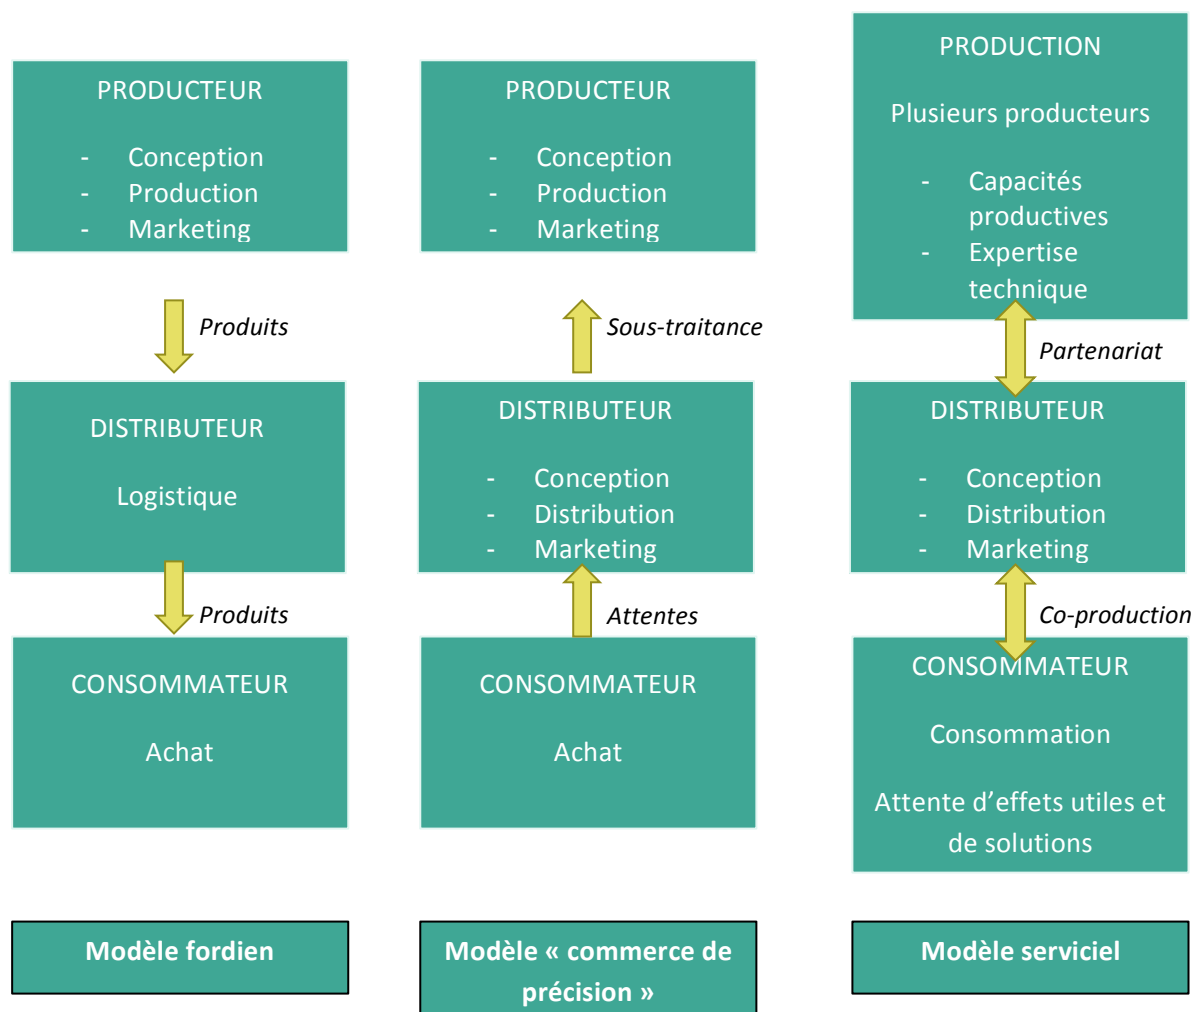 PRODUCTEUR
- Conception
- Production
- Marketing
Produits
DISTRIBUTEUR
Logistique
Produits
CONSOMMATEUR
Achat
Modèle fordien
PRODUCTEUR
- Conception
- Production
- Marketing
Sous-traitance
DISTRIBUTEUR
- Conception
- Distribution
- Marketing
Attentes
CONSOMMATEUR
Achat
Modèle « commerce de
précision »
PRODUCTION
Plusieurs producteurs
- Capacités
productives
- Expertise
technique
Partenariat
DISTRIBUTEUR
- Conception
- Distribution
- Marketing
Co-production
CONSOMMATEUR
Consommation
Attente d’effets utiles et
de solutions
Modèle serviciel